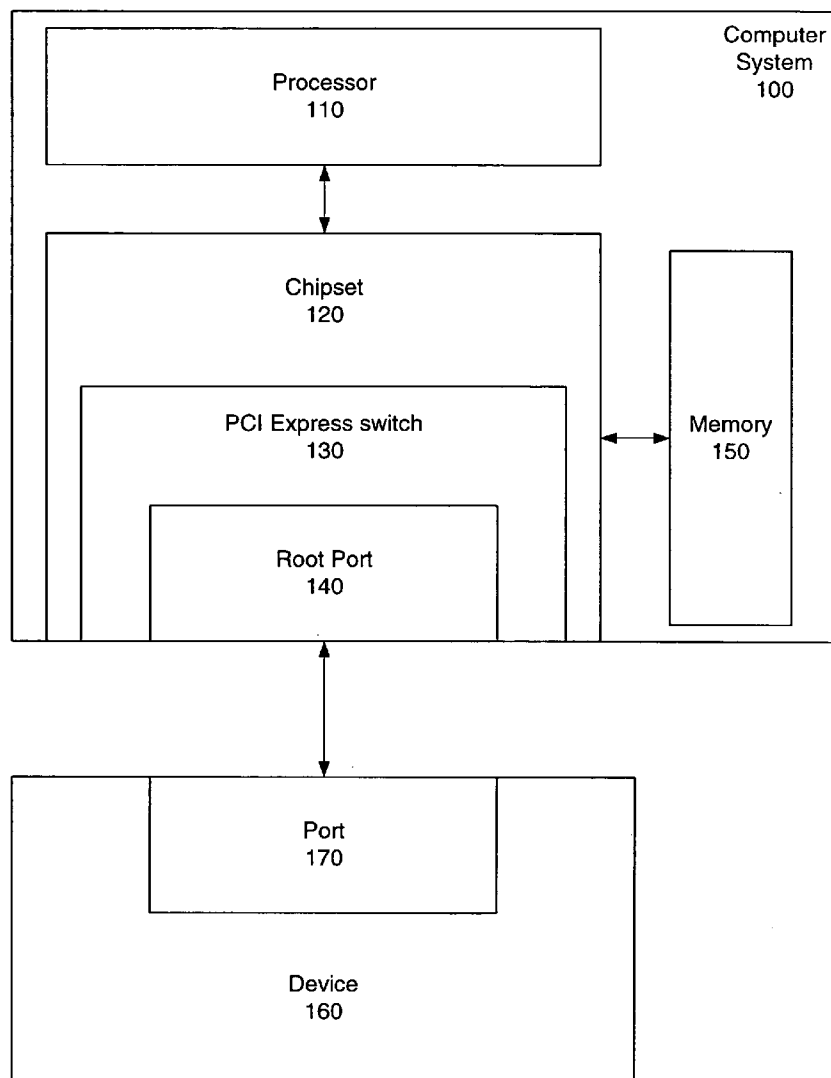 Computer
System
100
Processor
110
Chipset
120
PCI Express switch
130
Memory
150
Root Port
140
Port
170
Device
160